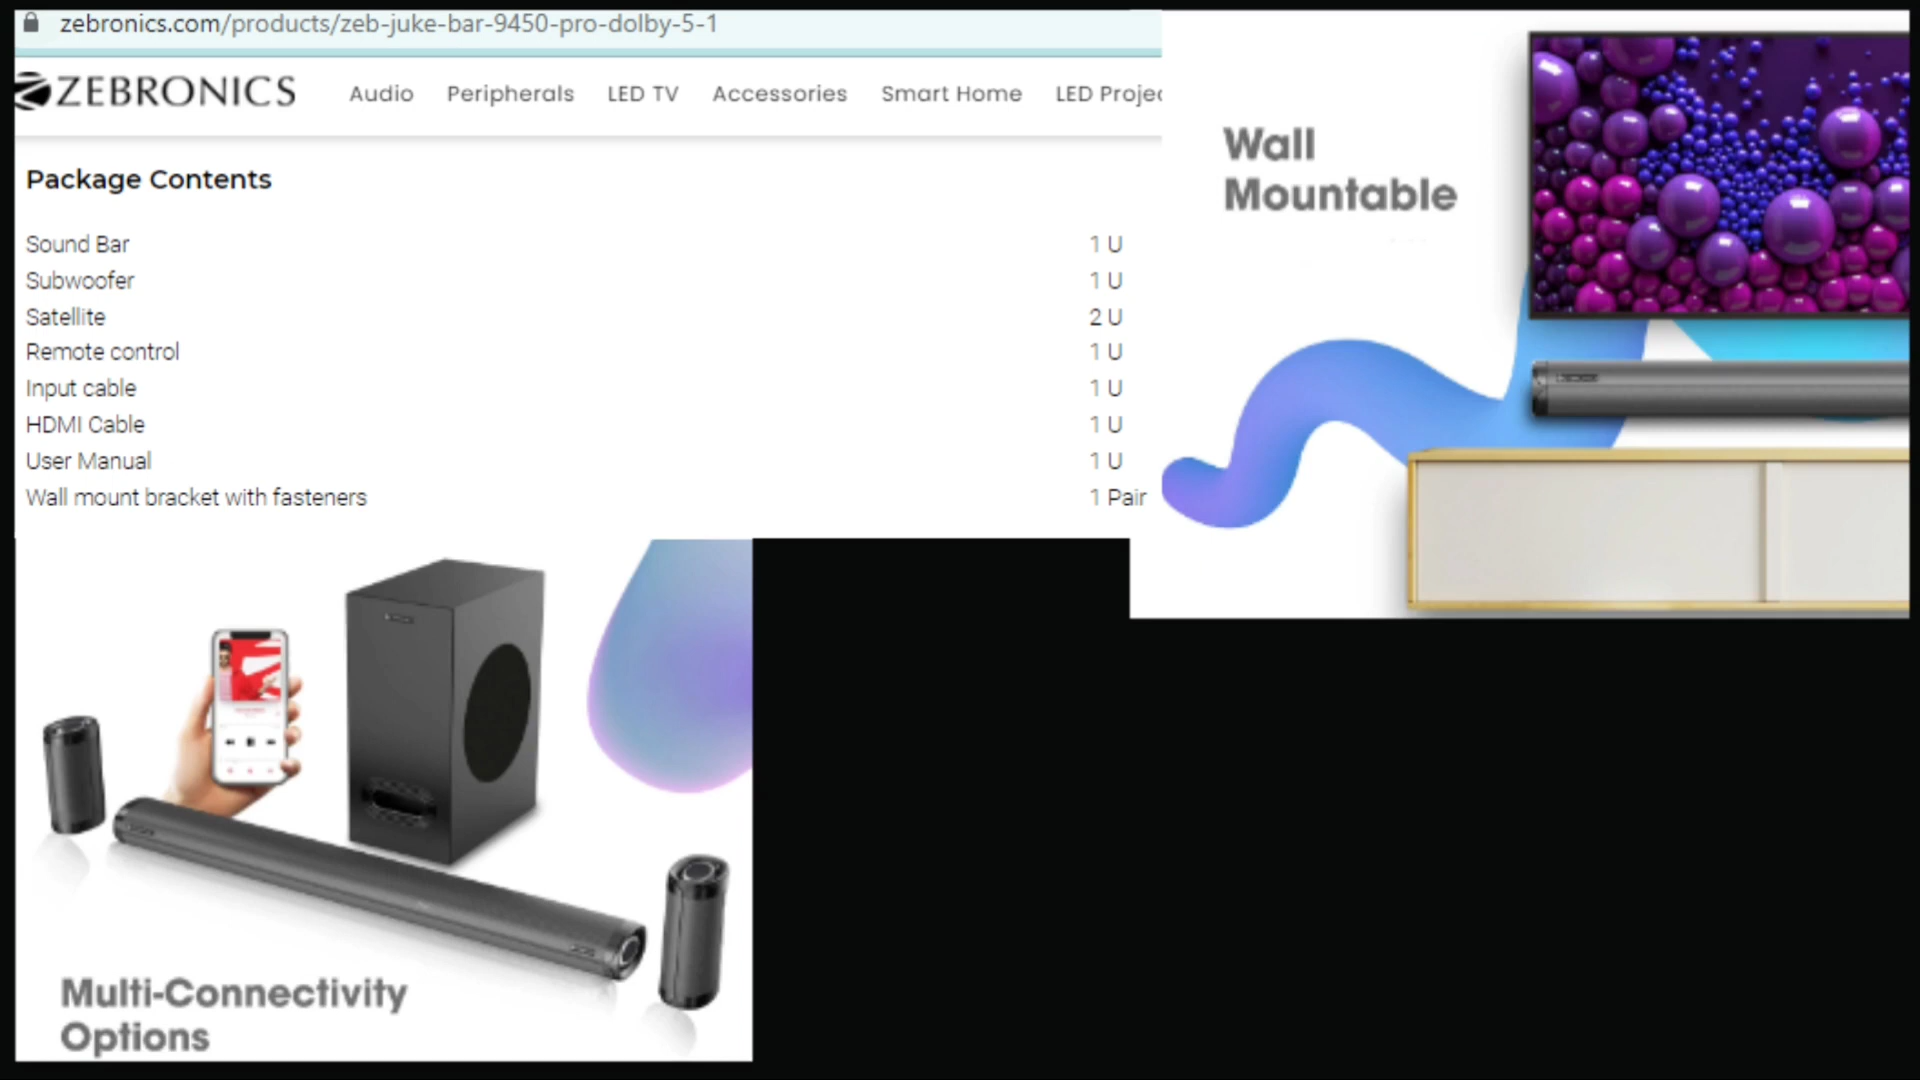 zebronics.com/products/zeb-juke-bar-9450-pro-dolby-5-1
ZEBRONICS Audio Peripherals LED TV Accessories Smart Home LED Projec
Package Contents
Sound Bar 1 U
Subwoofer 1 U
Satellite 2 U
Remote control 1 U
Input cable 1 U
HDMI Cable 1 U
User Manual 1 U
Wall mount bracket with fasteners 1 Pair
Wall
Mountable
Multi-Connectivity
Options